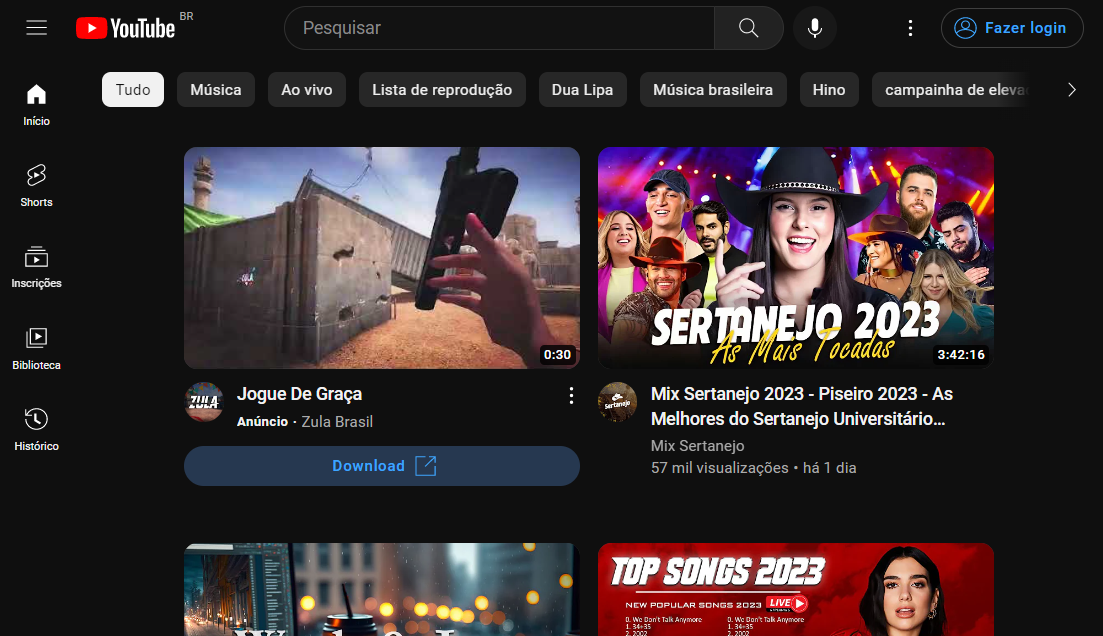 YouTube BR
Pesquisar
Fazer login
Tudo
Música
Ao vivo
Lista de reprodução
Dua Lipa
Música brasileira
Hino
campainha de eleva
Início
Shorts
Inscrições
Biblioteca
Histórico
ZULA
0:30
SERTANEJO 2023
As Mais Tocadas
3:42:16
ZULA
Jogue De Graça
Anúncio • Zula Brasil
Download
Sertanejo
Mix Sertanejo 2023 - Piseiro 2023 - As
Melhores do Sertanejo Universitário...
Mix Sertanejo
57 mil visualizações • há 1 dia
TOP SONGS 2023
NEW POPULAR SONGS 2023 LIVE
0. We Don't Talk Anymore
1. 34+35
2. 2002
0. We Don't Talk Anymore
1. 34+35
2. 2002